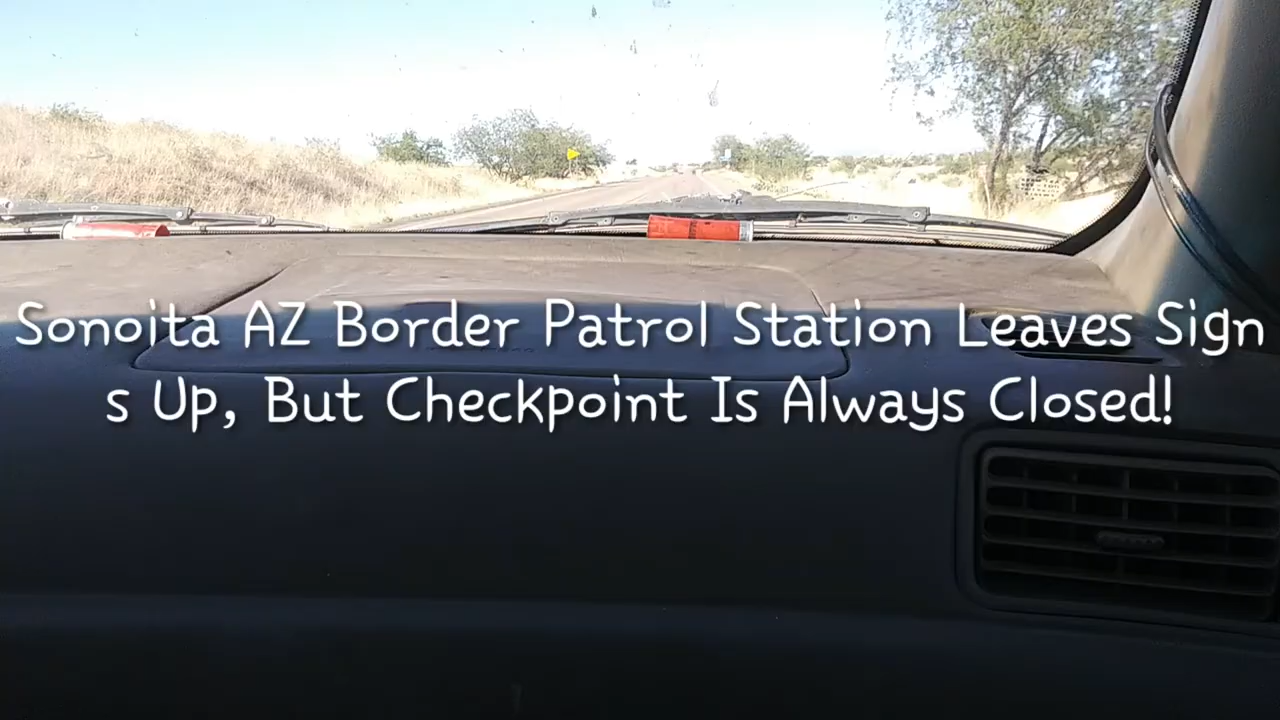 Sonoita AZ Border Patrol Station Leaves Sign
s Up, But Checkpoint Is Always Closed!